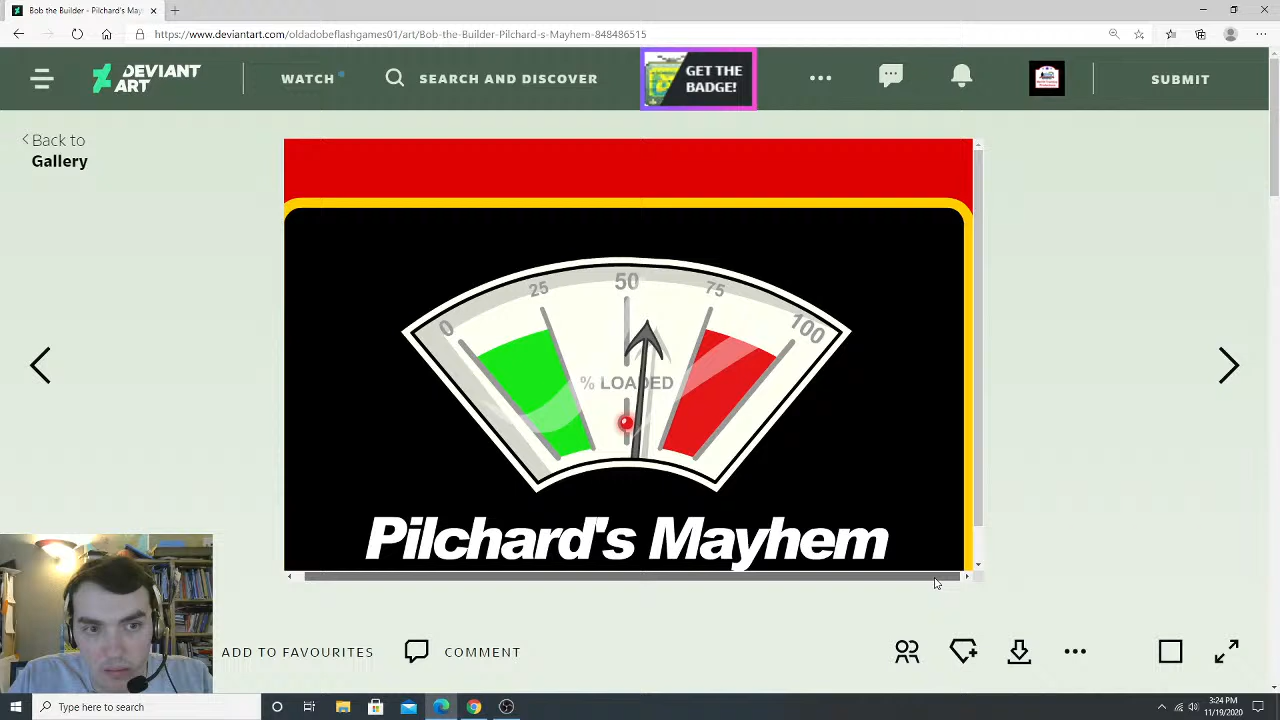 Bob the Builder - Pilchard's May
https://www.deviantart.com/oldadobeflashgames01/art/Bob-the-Builder-Pilchard-s-Mayhem-848486515
DEVIANT
ART
WATCH
SEARCH AND DISCOVER
GET THE
BADGE!
SUBMIT
Back to
Gallery
0
25
50
75
100
% LOADED
Pilchard's Mayhem
ADD TO FAVOURITES
COMMENT
Type here to search
3:24 PM
11/19/2020